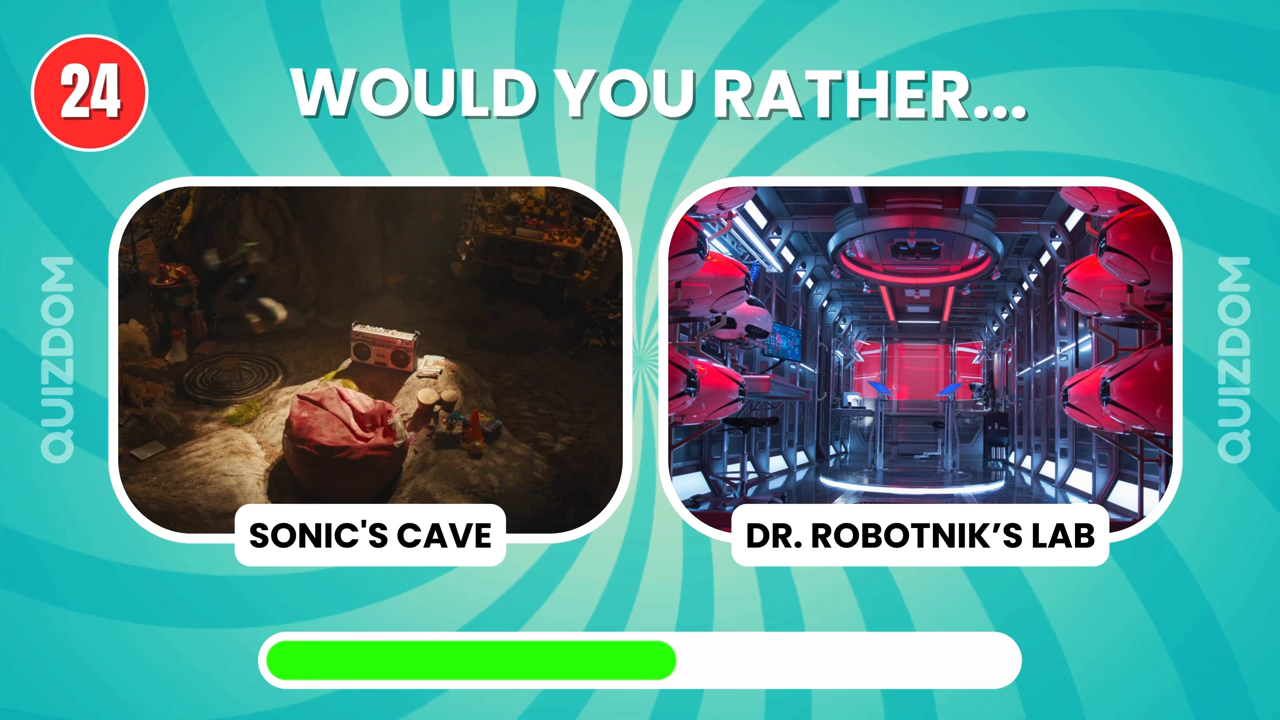 24
WOULD YOU RATHER...
QUIZDOM
QUIZDOM
SONIC'S CAVE
DR. ROBOTNIK’S LAB